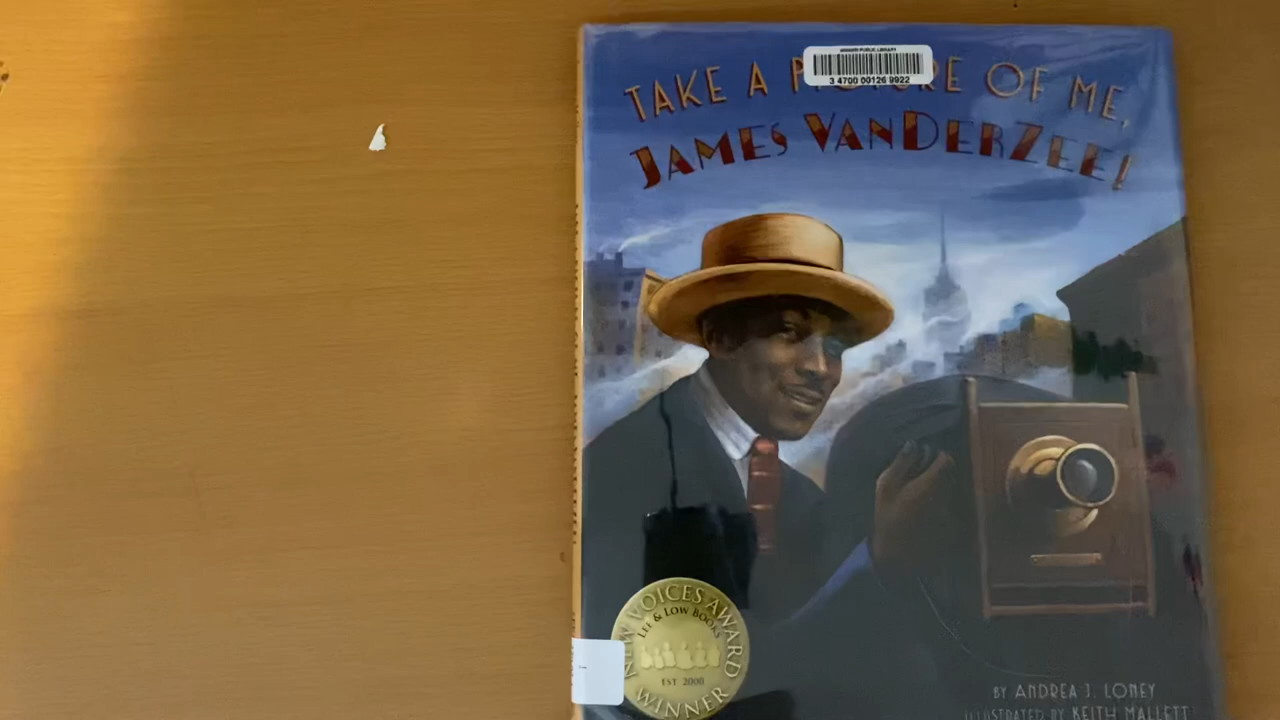 TAKE A PICTURE OF ME,
JAMES VANDERZEE!
3 4700 00126 9922
NEW VOICES AWARD
LEE & LOW BOOKS
EST 2000
WINNER
BY ANDREA J. LONEY
ILLUSTRATED BY KEITH MALLETT